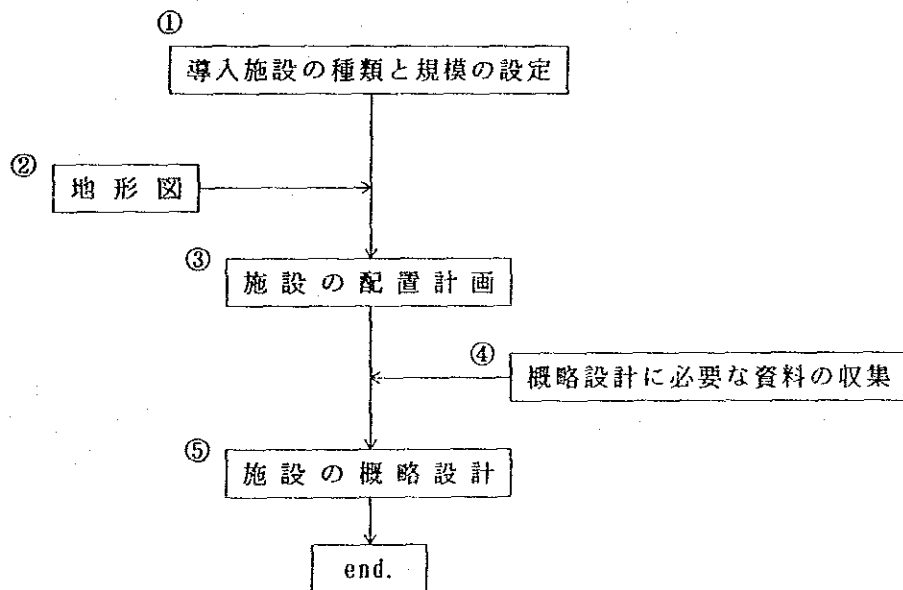 ①
導入施設の種類と規模の設定
②
地形図
③
施設の配置計画
④
概略設計に必要な資料の収集
⑤
施設の概略設計
end.